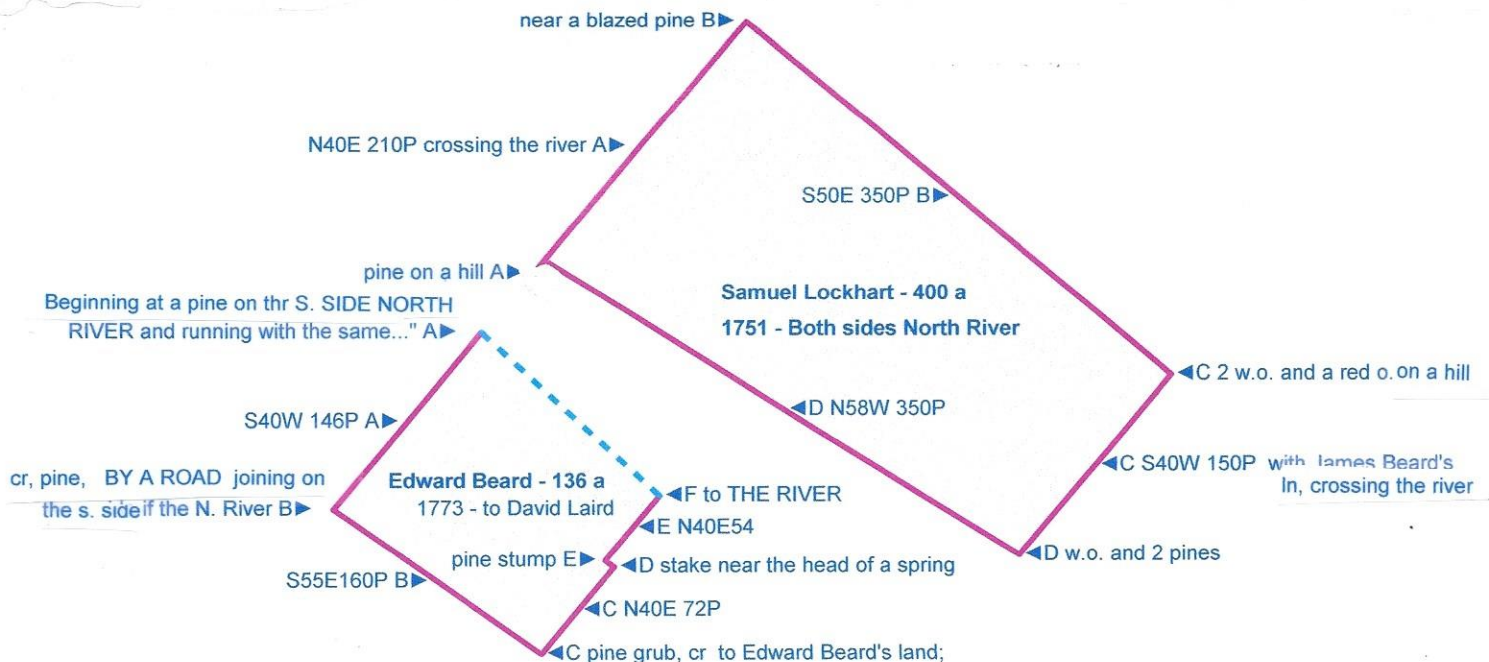 near a blazed pine B►
N40E 210P crossing the river A►
S50E 350P B►
pine on a hill A►
Samuel Lockhart - 400 a
1751 - Both sides North River
◄C 2 w.o. and a red o. on a hill
◄D N58W 350P
◄C S40W 150P with James Beard's
ln, crossing the river
◄D w.o. and 2 pines
Beginning at a pine on thr S. SIDE NORTH
RIVER and running with the same..." A►
S40W 146P A►
cr, pine, BY A ROAD joining on
the s. side if the N. River B►
Edward Beard - 136 a
1773 - to David Laird
◄F to THE RIVER
◄E N40E54
pine stump E►
◄D stake near the head of a spring
S55E160P B►
◄C N40E 72P
◄C pine grub, cr to Edward Beard's land;